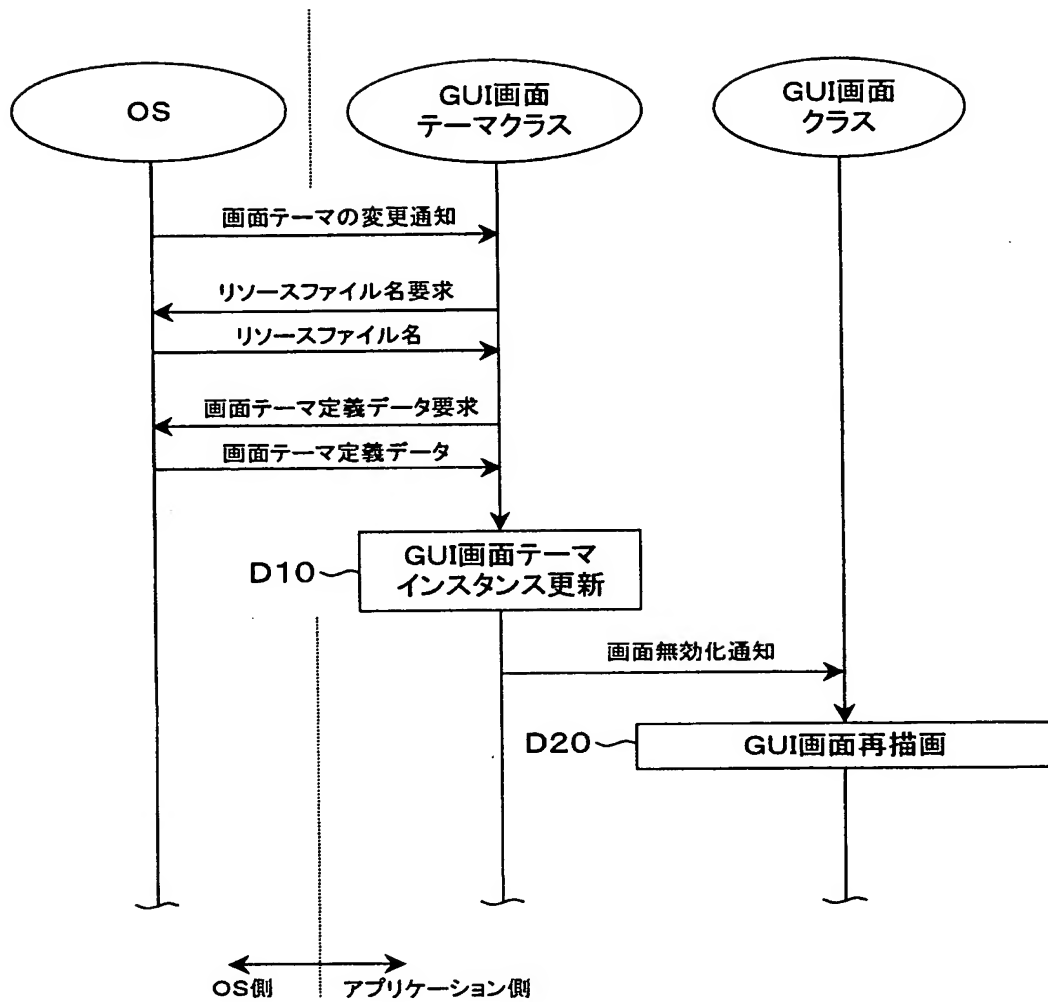 OS
GUI画面
テーマクラス
GUI画面
クラス
画面テーマの変更通知
リソースファイル名要求
リソースファイル名
画面テーマ定義データ要求
画面テーマ定義データ
D10
GUI画面テーマ
インスタンス更新
画面無効化通知
D20
GUI画面再描画
OS側
アプリケーション側